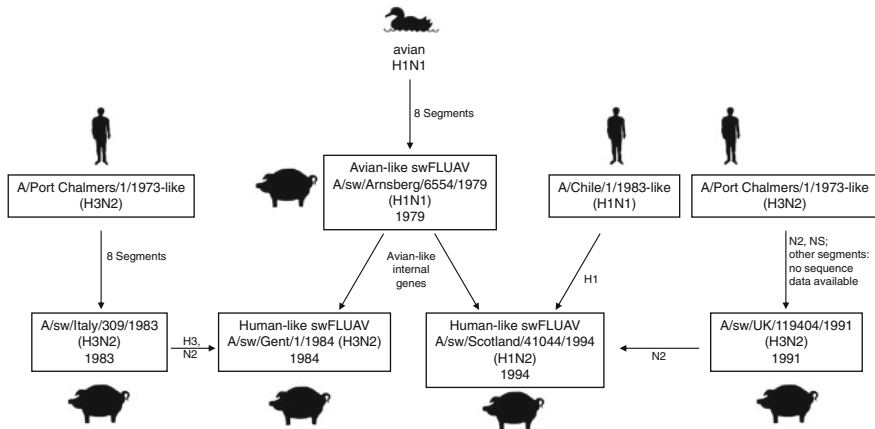 avian
H1N1
8 Segments
A/Port Chalmers/1/1973-like
(H3N2)
Avian-like swFLUAV
A/sw/Arnsberg/6554/1979
(H1N1)
1979
A/Chile/1/1983-like
(H1N1)
A/Port Chalmers/1/1973-like
(H3N2)
8 Segments
Avian-like
internal
genes
H1
N2, NS;
other segments:
no sequence
data available
A/sw/Italy/309/1983
(H3N2)
1983
H3,
N2
Human-like swFLUAV
A/sw/Gent/1/1984 (H3N2)
1984
Human-like swFLUAV
A/sw/Scotland/41044/1994
(H1N2)
1994
N2
A/sw/UK/119404/1991
(H3N2)
1991